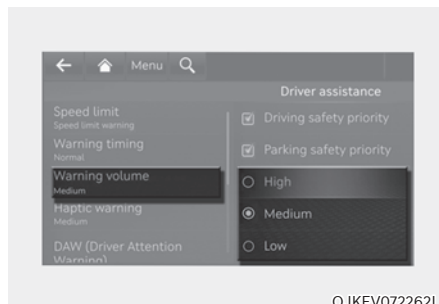 Menu
Driver assistance
Speed limit
Speed limit warning
Driving safety priority
Warning timing
Normal
Parking safety priority
Warning volume
Medium
High
Haptic warning
Medium
Medium
DAW (Driver Attention
Warning)
Low
OJKEV072262L